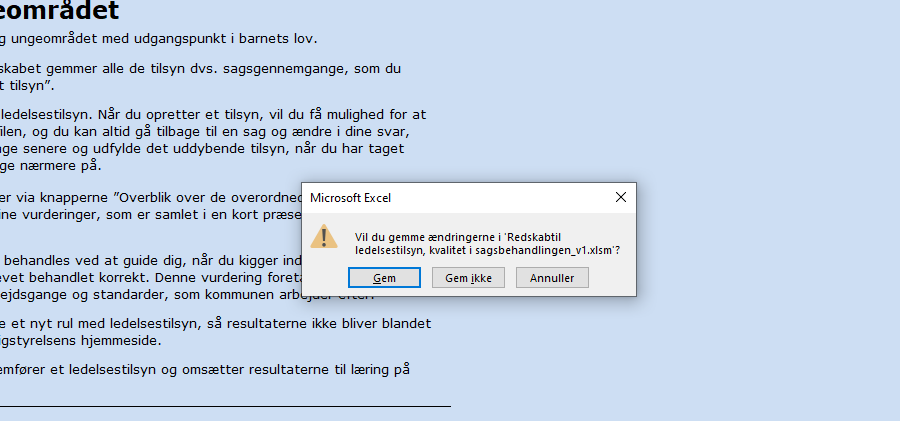 eområdet
g ungeområdet med udgangspunkt i barnets lov.
skabet gemmer alle de tilsyn dvs. sagsgennemgange, som du
t tilsyn”.
ledelsestilsyn. Når du opretter et tilsyn, vil du få mulighed for at
filen, og du kan altid gå tilbage til en sag og ændre i dine svar,
age senere og udfylde det uddybende tilsyn, når du har taget
ge nærmere på.
er via knapperne ”Overblik over de overordned
ine vurderinger, som er samlet i en kort præse
behandles ved at guide dig, når du kigger ind
evet behandlet korrekt. Denne vurdering foreta
ejdsgange og standarder, som kommunen arbejder efter.
e et nyt rul med ledelsestilsyn, så resultaterne ikke bliver blandet
igstyrelsens hjemmeside.
emfører et ledelsestilsyn og omsætter resultaterne til læring på
Microsoft Excel
Vil du gemme ændringerne i 'Redskabtil
ledelsestilsyn, kvalitet i sagsbehandlingen_v1.xlsm'?
Gem
Gem ikke
Annuller